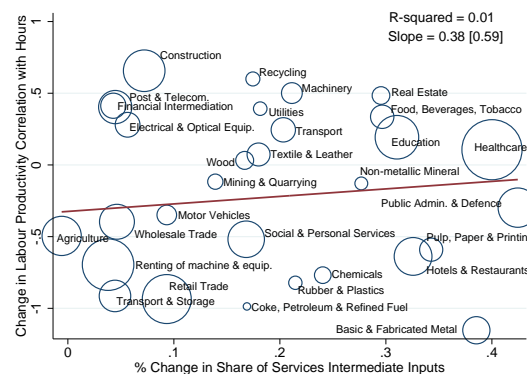 R-squared = 0.01
Slope = 0.38 [0.59]
Change in Labour Productivity Correlation with Hours
1
.5
0
-.5
-1
Construction
Recycling
Machinery
Real Estate
Post & Telecom.
Financial Intermediation
Utilities
Food, Beverages, Tobacco
Electrical & Optical Equip.
Transport
Education
Healthcare
Textile & Leather
Wood
Non-metallic Mineral
Mining & Quarrying
Public Admin. & Defence
Motor Vehicles
Agriculture
Wholesale Trade
Social & Personal Services
Pulp, Paper & Printin
Renting of machine & equip.
Hotels & Restaurants
Chemicals
Retail Trade
Rubber & Plastics
Transport & Storage
Coke, Petroleum & Refined Fuel
Basic & Fabricated Metal
0
.1
.2
.3
.4
% Change in Share of Services Intermediate Inputs